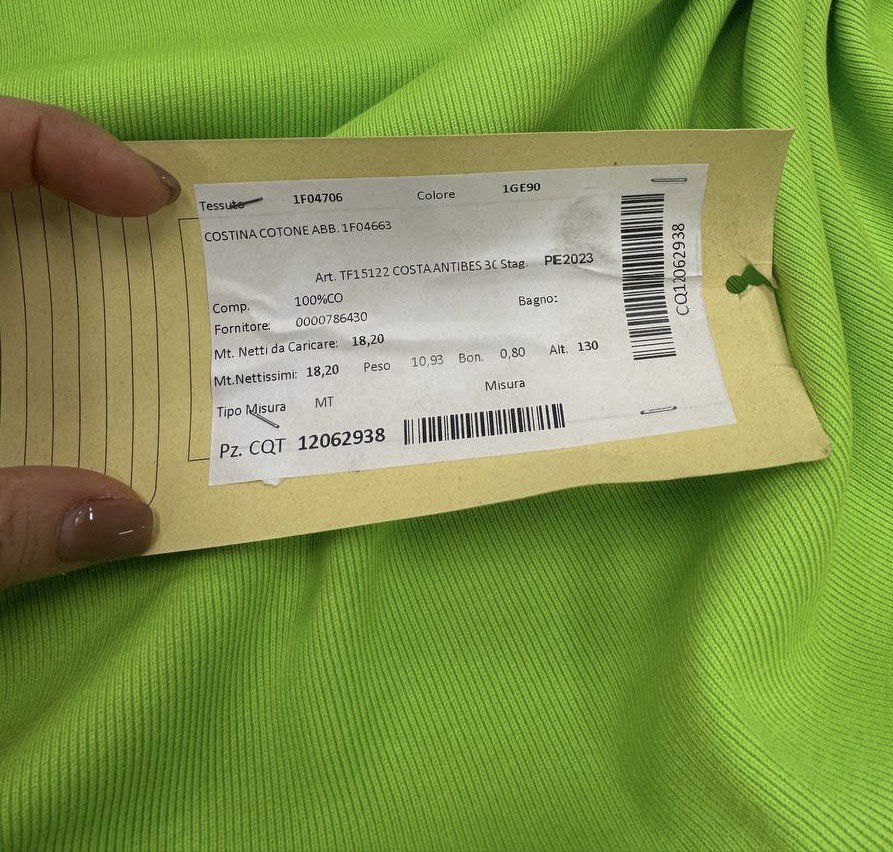 Tessuto 1F04706 Colore 1GE90
COSTINA COTONE ABB. 1F04663
Art. TF15122 COSTA ANTIBES 3C Stag. PE2023
Comp. 100%CO Bagno:
Fornitore: 0000786430
Mt. Netti da Caricare: 18,20
Mt.Nettissimi: 18,20 Peso 10,93 Bon. 0,80 Alt. 130
Tipo Misura MT Misura
Pz. CQT 12062938
CQ12062938